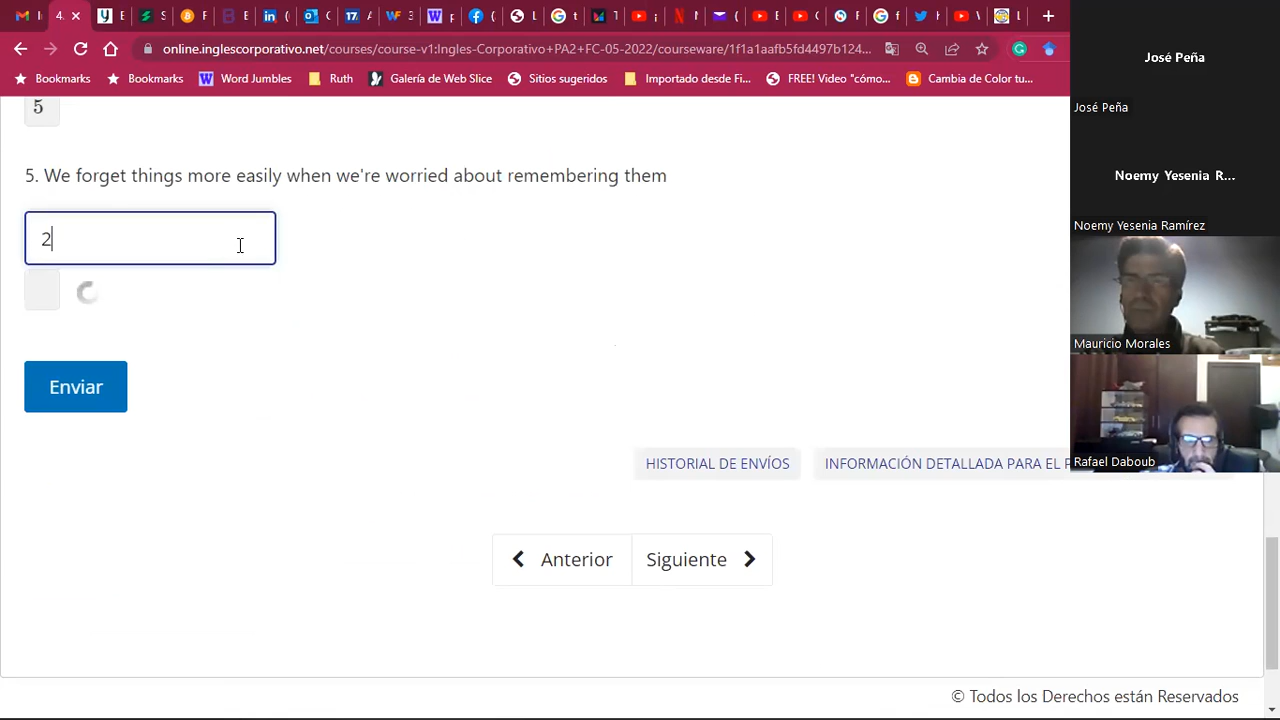 4.
(
17.
A
3
p
(
L
t
T
¡
N
M
(
Q
C
F
f
T
V
L
online.inglescorporativo.net/courses/course-v1:Ingles-Corporativo+PA2+FC-05-2022/courseware/1f1a1aafb5fd4497b124...
Bookmarks Bookmarks Word Jumbles Ruth Galería de Web Slice Sitios sugeridos Importado desde Fi... FREE! Video "cómo... Cambia de Color tu...
5
5. We forget things more easily when we're worried about remembering them
2
Enviar
HISTORIAL DE ENVÍOS INFORMACIÓN DETALLADA PARA EL P
Anterior Siguiente
© Todos los Derechos están Reservados
José Peña
José Peña
Noemy Yesenia R...
Noemy Yesenia Ramírez
Mauricio Morales
Rafael Daboub